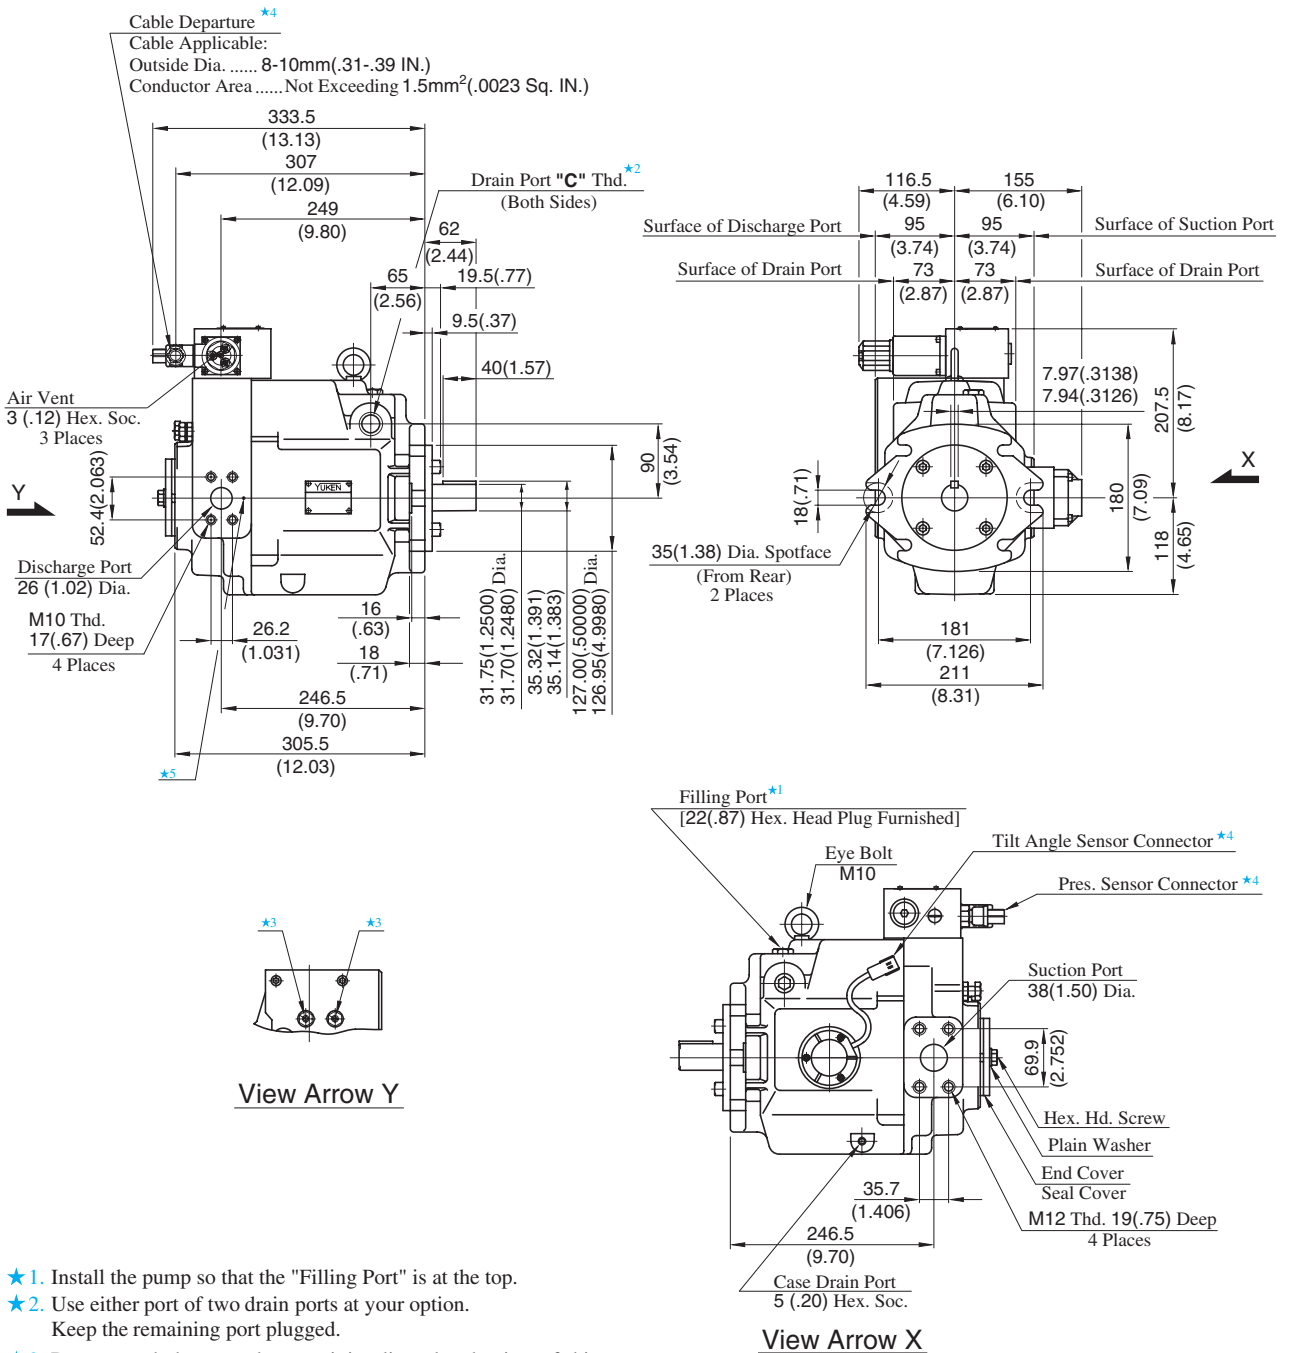 Cable Departure ★4
Cable Applicable:
Outside Dia. ...... 8-10mm(.31-.39 IN.)
Conductor Area ...... Not Exceeding 1.5mm2(.0023 Sq. IN.)
333.5
(13.13)
307
(12.09)
249
(9.80)
Drain Port "C" Thd.★2
(Both Sides)
62
(2.44)
65
(2.56)
19.5(.77)
9.5(.37)
40(1.57)
Air Vent
3 (.12) Hex. Soc.
3 Places
90
(3.54)
52.4(2.063)
Y
YUKEN
Discharge Port
26 (1.02) Dia.
M10 Thd.
17(.67) Deep
4 Places
26.2
(1.031)
16
(.63)
18
(.71)
246.5
(9.70)
305.5
(12.03)
★5
31.75(1.2500)
31.70(1.2480) Dia.
35.32(1.391)
35.14(1.383)
127.00(.50000)
126.95(4.9980) Dia.
116.5
(4.59)
155
(6.10)
Surface of Discharge Port
95
(3.74)
95
(3.74)
Surface of Suction Port
Surface of Drain Port
73
(2.87)
73
(2.87)
Surface of Drain Port
7.97(.3138)
7.94(.3126)
207.5
(8.17)
X
18(.71)
180
(7.09)
118
(4.65)
35(1.38) Dia. Spotface
(From Rear)
2 Places
181
(7.126)
211
(8.31)
Filling Port★1
[22(.87) Hex. Head Plug Furnished]
Eye Bolt
M10
Tilt Angle Sensor Connector ★4
Pres. Sensor Connector ★4
Suction Port
38(1.50) Dia.
69.9
(2.752)
Hex. Hd. Screw
Plain Washer
End Cover
Seal Cover
M12 Thd. 19(.75) Deep
4 Places
35.7
(1.406)
246.5
(9.70)
Case Drain Port
5 (.20) Hex. Soc.
View Arrow X
★3
★3
View Arrow Y
★1. Install the pump so that the "Filling Port" is at the top.
★2. Use either port of two drain ports at your option.
Keep the remaining port plugged.